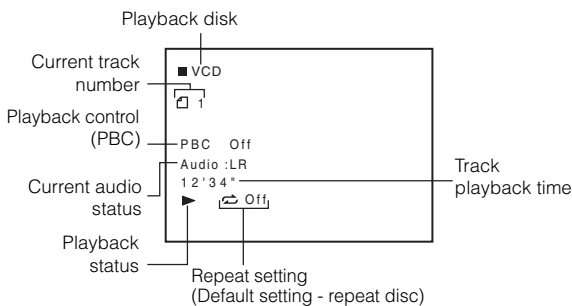 Playback disk
Current track
number
■ VCD
1
Playback control
(PBC)
PBC Off
Audio :LR
Current audio
status
12'34"
Track
playback time
Off
Playback
status
Repeat setting
(Default setting - repeat disc)